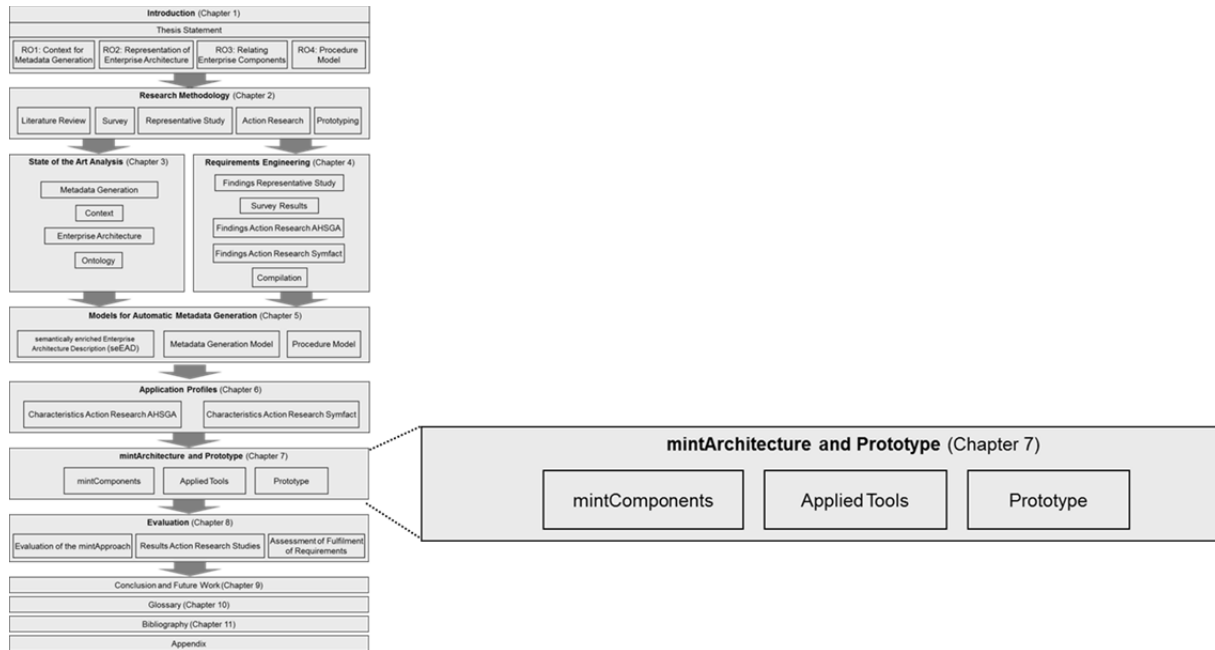 Introduction (Chapter 1)
Thesis Statement
RO1: Context for
Metadata Generation
RO2: Representation of
Enterprise Architecture
RO3: Relating
Enterprise Components
RO4: Procedure
Model
Research Methodology (Chapter 2)
Literature Review
Survey
Representative Study
Action Research
Prototyping
State of the Art Analysis (Chapter 3)
Metadata Generation
Context
Enterprise Architecture
Ontology
Requirements Engineering (Chapter 4)
Findings Representative Study
Survey Results
Findings Action Research AHSGA
Findings Action Research Symfact
Compilation
Models for Automatic Metadata Generation (Chapter 5)
semantically enriched Enterprise
Architecture Description (seEAD)
Metadata Generation Model
Procedure Model
Application Profiles (Chapter 6)
Characteristics Action Research AHSGA
Characteristics Action Research Symfact
mintArchitecture and Prototype (Chapter 7)
mintComponents
Applied Tools
Prototype
Evaluation (Chapter 8)
Evaluation of the mintApproach
Results Action Research Studies
Assessment of Fulfilment
of Requirements
Conclusion and Future Work (Chapter 9)
Glossary (Chapter 10)
Bibliography (Chapter 11)
Appendix
mintArchitecture and Prototype (Chapter 7)
mintComponents
Applied Tools
Prototype